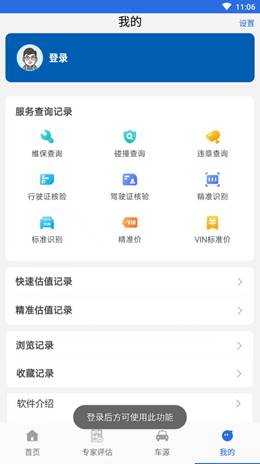 11:06
我的
设置
登录
服务查询记录
维保查询 碰撞查询 违章查询
行驶证核验 驾驶证核验 精准识别
标准识别 精准价 VIN标准价
快速估值记录
精准估值记录
浏览记录
收藏记录
软件介绍
登录后方可使用此功能
首页 专家评估 车源 我的